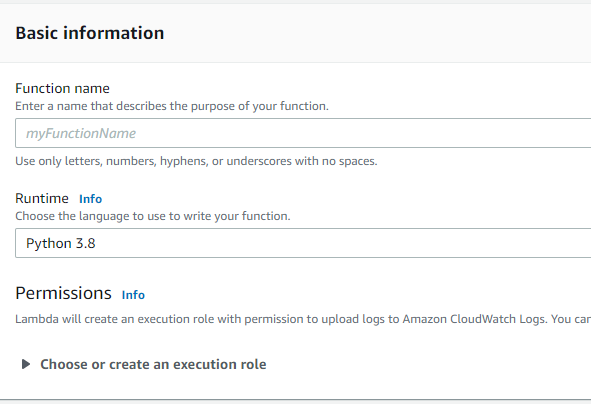 Basic information
Function name
Enter a name that describes the purpose of your function.
myFunctionName
Use only letters, numbers, hyphens, or underscores with no spaces.
Runtime Info
Choose the language to use to write your function.
Python 3.8
Permissions Info
Lambda will create an execution role with permission to upload logs to Amazon CloudWatch Logs. You can
Choose or create an execution role